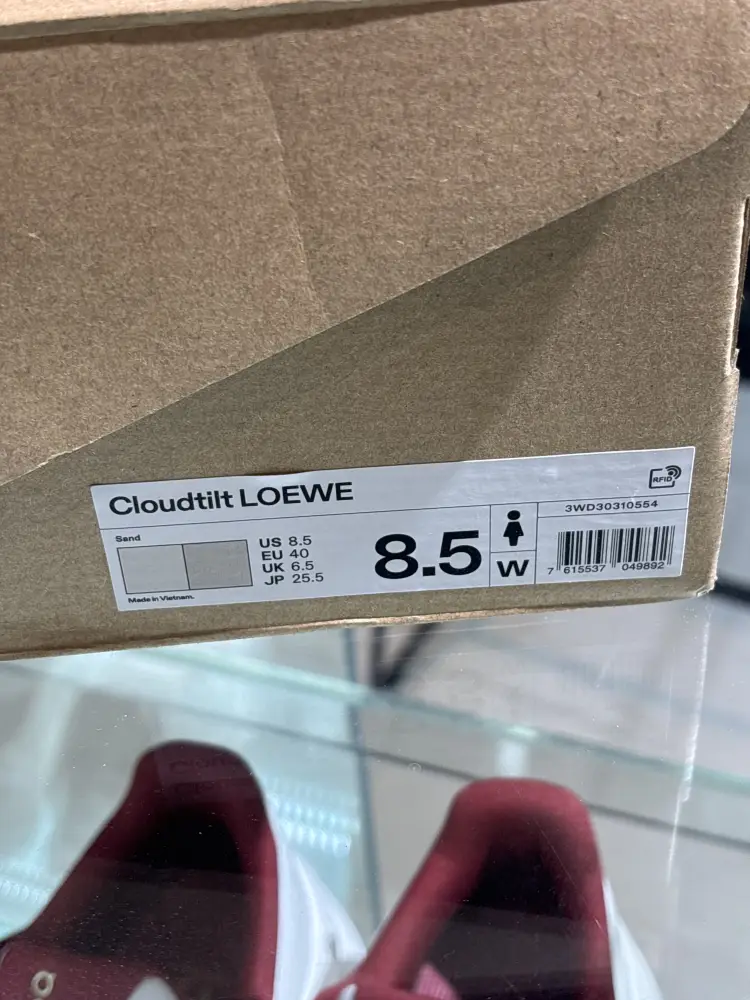 Cloudtilt LOEWE
RFID
Sand
US 8.5
EU 40
UK 6.5
JP 25.5
Made in Vietnam.
8.5
W
3WD30310554
7 615537 049892